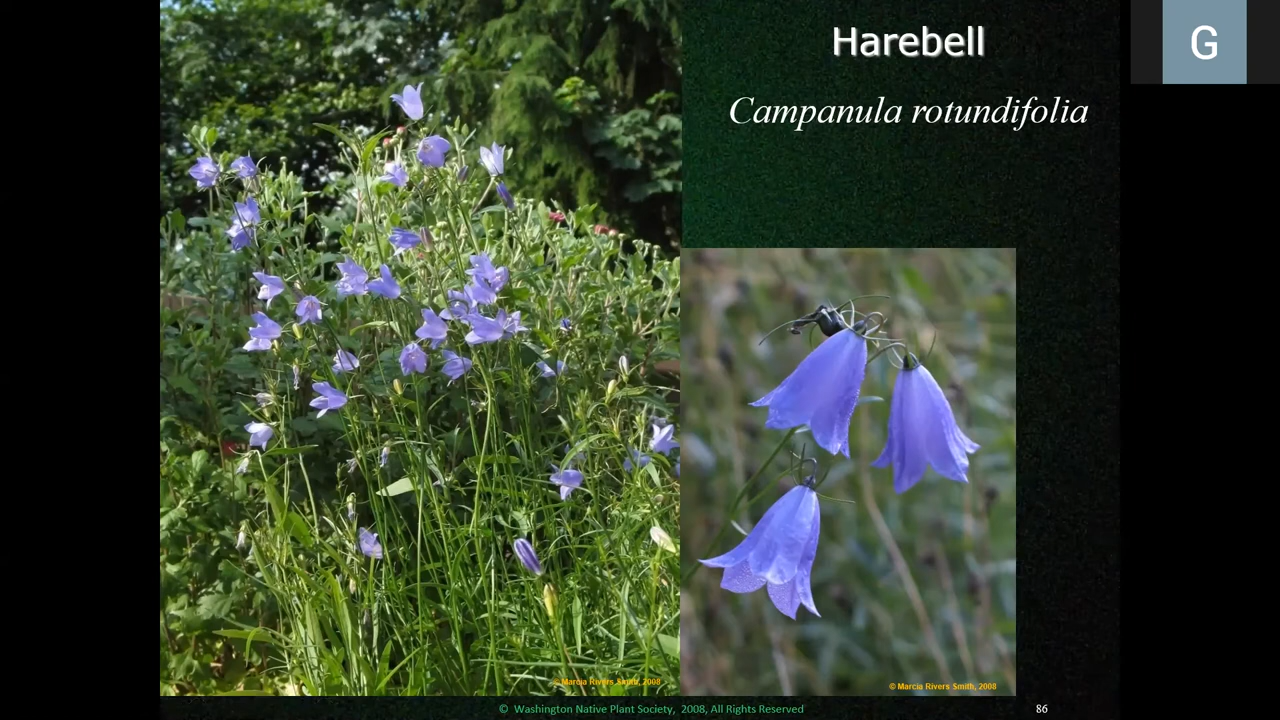 Harebell
G
Campanula rotundifolia
© Marcia Rivers Smith, 2008
© Marcia Rivers Smith, 2008
© Washington Native Plant Society, 2008, All Rights Reserved
86